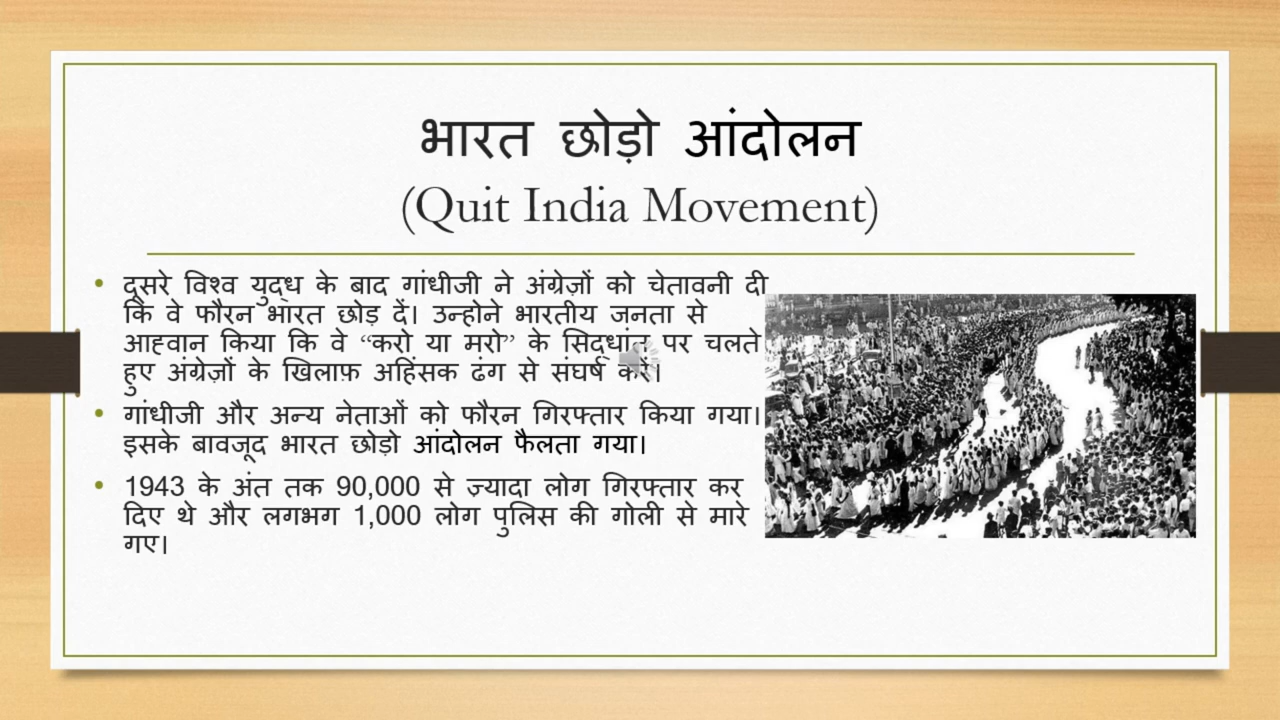 भारत छोड़ो आंदोलन
(Quit India Movement)
• दूसरे विश्व युद्ध के बाद गांधीजी ने अंग्रेज़ों को चेतावनी दी
कि वे फौरन भारत छोड़ दें। उन्होने भारतीय जनता से
आह्वान किया कि वे “करो या मरो” के सिद्धांत पर चलते
हुए अंग्रेज़ों के खिलाफ़ अहिंसक ढंग से संघर्ष करें।
• गांधीजी और अन्य नेताओं को फौरन गिरफ्तार किया गया।
इसके बावजूद भारत छोड़ो आंदोलन फैलता गया।
• 1943 के अंत तक 90,000 से ज़्यादा लोग गिरफ्तार कर
दिए थे और लगभग 1,000 लोग पुलिस की गोली से मारे
गए।